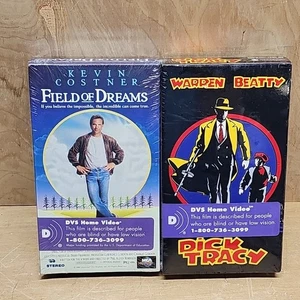 KEVIN
COSTNER
FIELD OF DREAMS
If you believe the impossible, the incredible can come true.
D)))
DVS Home Video®
This film is described for people
who are blind or have low vision
1-800-736-3099
STEREO
WARREN BEATTY
D)))
DVS Home Video®
This film is described for people
who are blind or have low vision
1-800-736-3099
DICK
TRACY